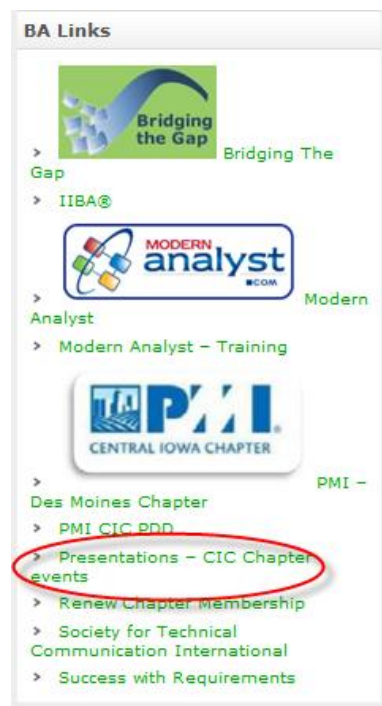 BA Links
Bridging
the Gap
> Bridging The
Gap
> IIBA®
MODERN
analyst
.COM
> Modern
Analyst
> Modern Analyst – Training
PMI.
CENTRAL IOWA CHAPTER
> PMI –
Des Moines Chapter
> PMI CIC PDD
> Presentations – CIC Chapter
events
> Renew Chapter Membership
> Society for Technical
Communication International
> Success with Requirements